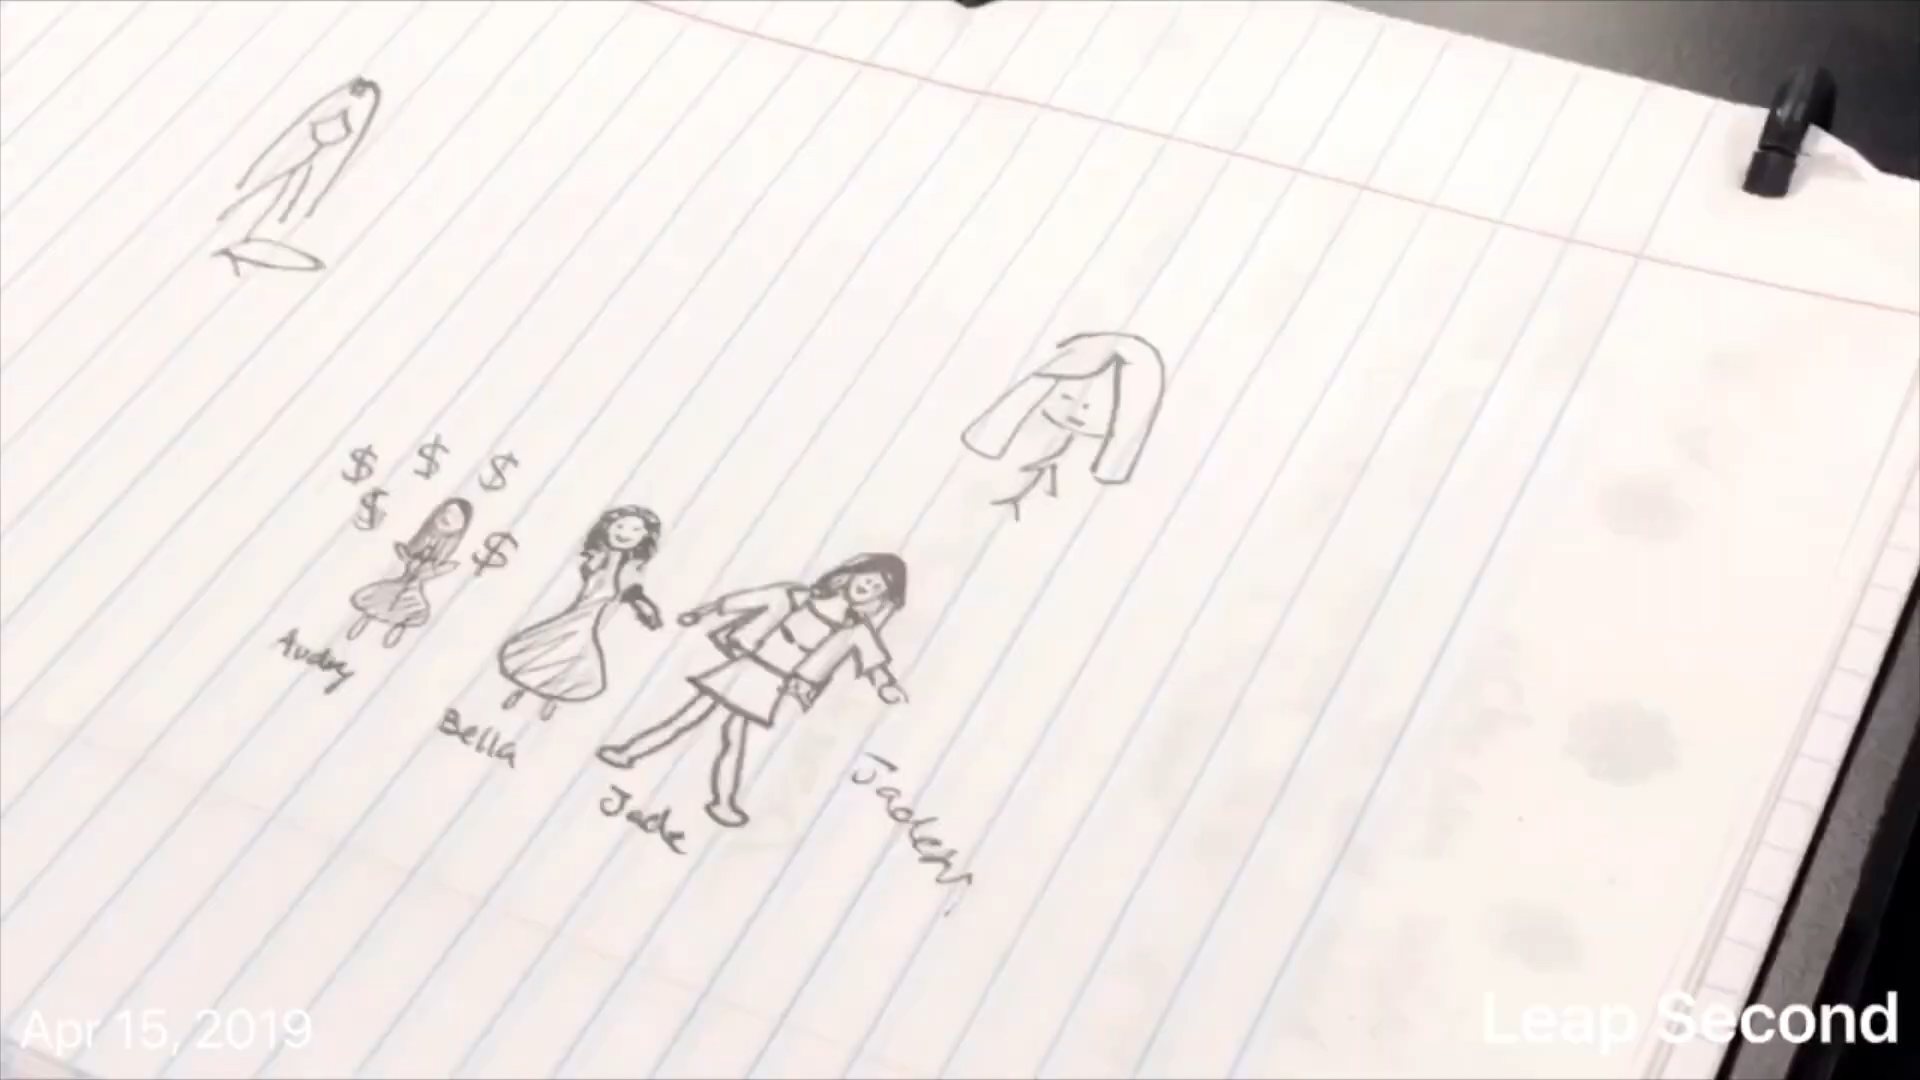 $ $ $
$ $
Audry
Bella
Jade
Jaden
Apr 15, 2019
Leap Second